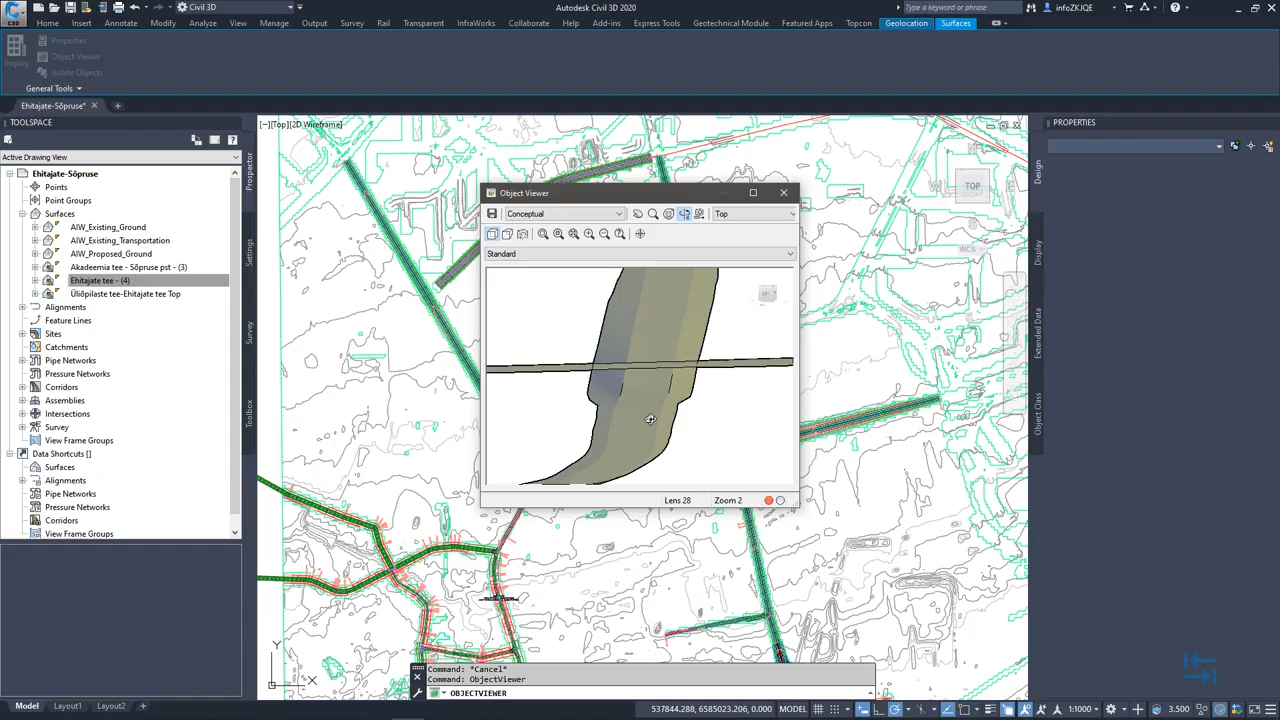 C3D
Civil 3D
Autodesk Civil 3D 2020
Type a keyword or phrase
infoZKIQE
Home
Insert
Annotate
Modify
Analyze
View
Manage
Output
Survey
Rail
Transparent
InfraWorks
Collaborate
Help
Add-ins
Express Tools
Geotechnical Module
Featured Apps
Topcon
Geolocation
Surfaces
Inquiry
Properties
Object Viewer
Isolate Objects
General Tools
Ehitajate-Sõpruse*
TOOLSPACE
Active Drawing View
Ehitajate-Sõpruse
Points
Point Groups
Surfaces
AIW_Existing_Ground
AIW_Existing_Transportation
AIW_Proposed_Ground
Akadeemia tee - Sõpruse pst - (3)
Ehitajate tee - (4)
Üliõpilaste tee-Ehitajate tee Top
Alignments
Feature Lines
Sites
Catchments
Pipe Networks
Pressure Networks
Corridors
Assemblies
Intersections
Survey
View Frame Groups
Data Shortcuts []
Surfaces
Alignments
Pipe Networks
Pressure Networks
Corridors
View Frame Groups
Prospector
Settings
Survey
Toolbox
[−][Top][2D Wireframe]
N
W
TOP
E
S
WCS
Object Viewer
Conceptual
Top
Standard
Lens 28
Zoom 2
Y
X
Command: *Cancel*
Command: ObjectViewer
OBJECTVIEWER
PROPERTIES
Design
Display
Extended Data
Object Class
Model
Layout1
Layout2
537844.288, 6585023.206, 0.000
MODEL
1:1000
3.500